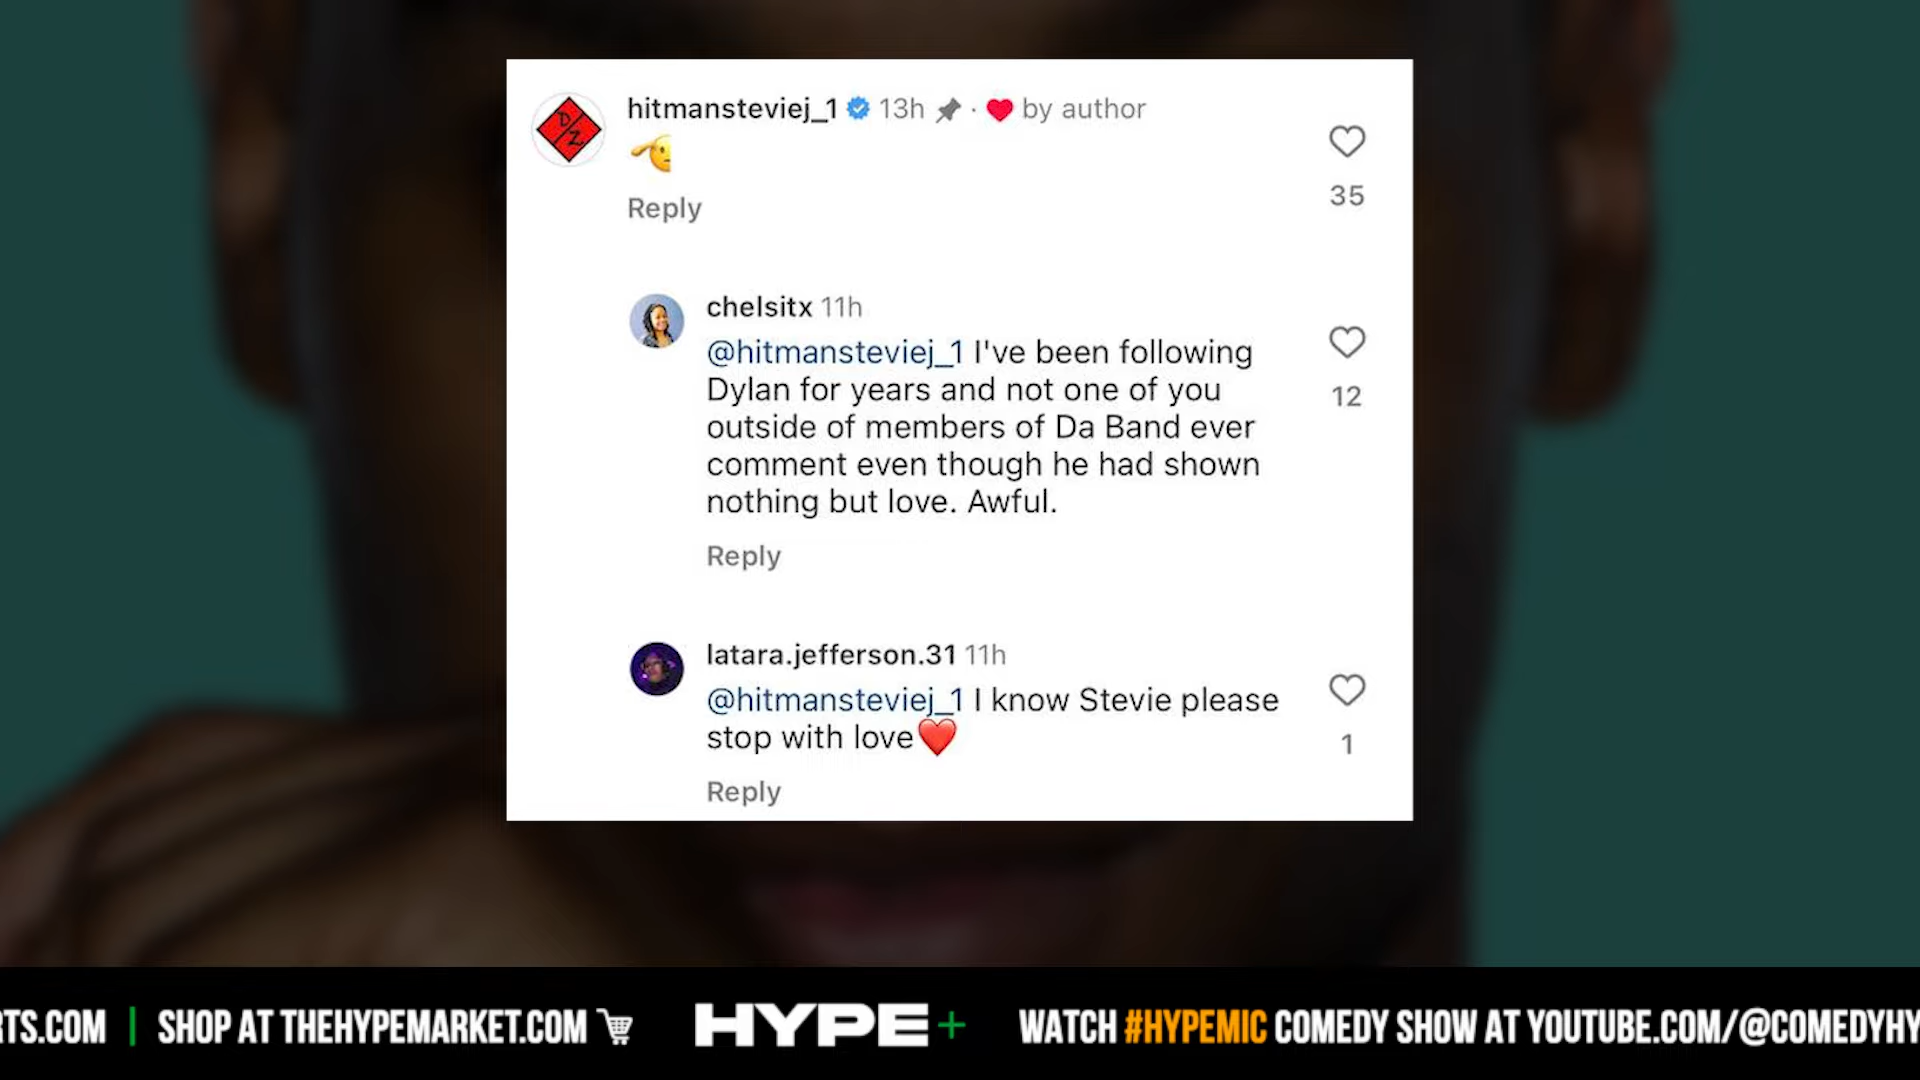 hitmansteviej_1 13h · by author
Reply
35
chelsitx 11h
@hitmansteviej_1 I've been following
Dylan for years and not one of you
outside of members of Da Band ever
comment even though he had shown
nothing but love. Awful.
12
Reply
latara.jefferson.31 11h
@hitmansteviej_1 I know Stevie please
stop with love❤️
1
Reply
RTS.COM | SHOP AT THEHYPEMARKET.COM HYPE+ WATCH #HYPEMIC COMEDY SHOW AT YOUTUBE.COM/@COMEDYHY